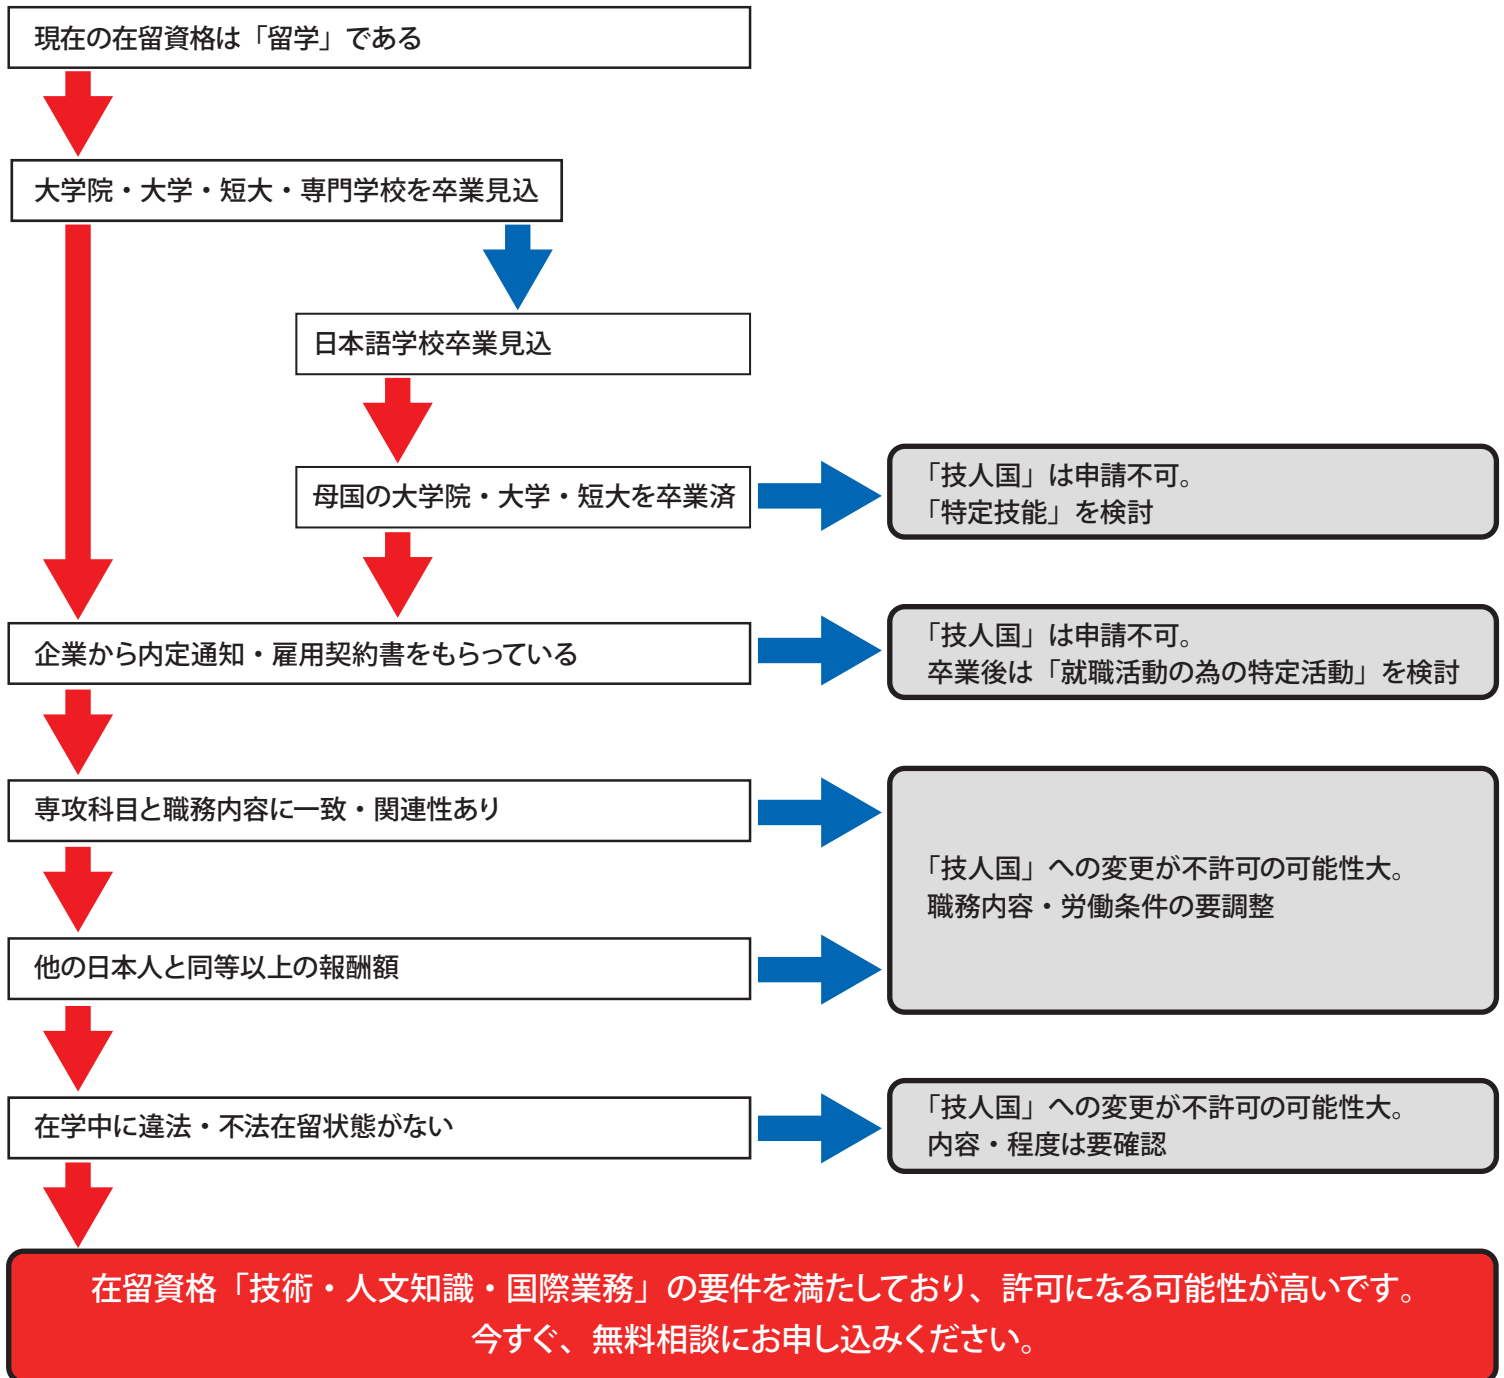 現在の在留資格は「留学」である
大学院・大学・短大・専門学校を卒業見込
日本語学校卒業見込
母国の大学院・大学・短大を卒業済
「技人国」は申請不可。
「特定技能」を検討
企業から内定通知・雇用契約書をもらっている
「技人国」は申請不可。
卒業後は「就職活動の為の特定活動」を検討
専攻科目と職務内容に一致・関連性あり
「技人国」への変更が不許可の可能性大。
職務内容・労働条件の要調整
他の日本人と同等以上の報酬額
在学中に違法・不法在留状態がない
「技人国」への変更が不許可の可能性大。
内容・程度は要確認
在留資格「技術・人文知識・国際業務」の要件を満たしており、許可になる可能性が高いです。
今すぐ、無料相談にお申し込みください。